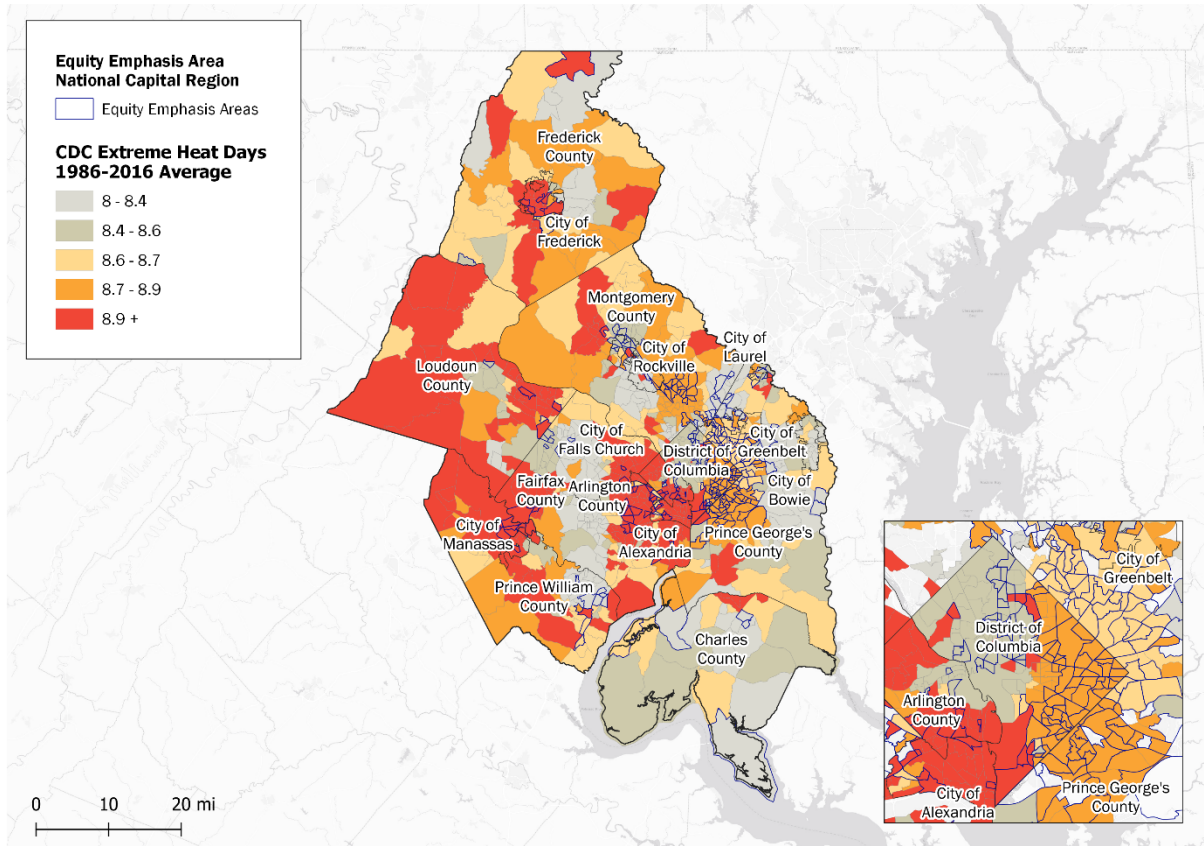 Equity Emphasis Area
National Capital Region
Equity Emphasis Areas
CDC Extreme Heat Days
1986-2016 Average
8 - 8.4
8.4 - 8.6
8.6 - 8.7
8.7 - 8.9
8.9 +
Frederick
County
City of
Frederick
Montgomery
County
City of
Rockville
City of
Laurel
Loudoun
County
City of
Falls Church
District of
Columbia
City of
Greenbelt
Fairfax
County
Arlington
County
City of
Bowie
City of
Manassas
City of
Alexandria
Prince George's
County
Prince William
County
Charles
County
0 10 20 mi
City of
Greenbelt
District of
Columbia
Arlington
County
City of
Alexandria
Prince George's
County